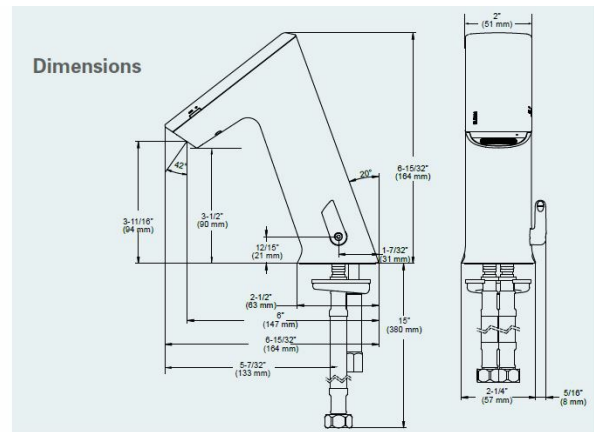 2"
(51 mm)
Dimensions
42°
20"
6-15/32"
(164 mm)
3-11/16"
(94 mm)
3-1/2"
(90 mm)
12/15"
(21 mm)
1-7/32"
(31 mm)
2-1/2"
(63 mm)
6"
(147 mm)
15"
(380 mm)
6-15/32"
(164 mm)
5-7/32"
(133 mm)
2-1/4"
(57 mm)
5/16"
(8 mm)